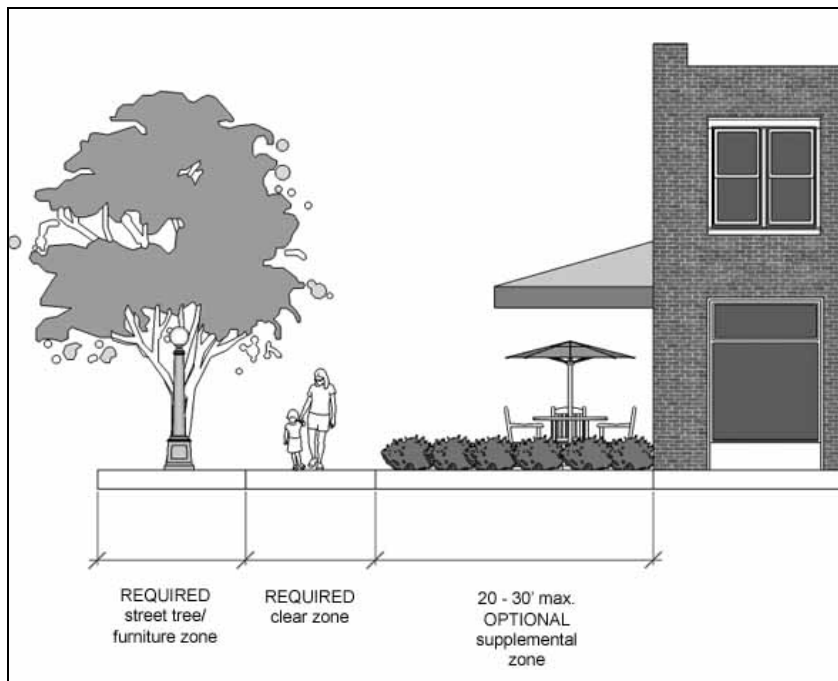 REQUIRED
street tree/
furniture zone
REQUIRED
clear zone
20 - 30' max.
OPTIONAL
supplemental
zone